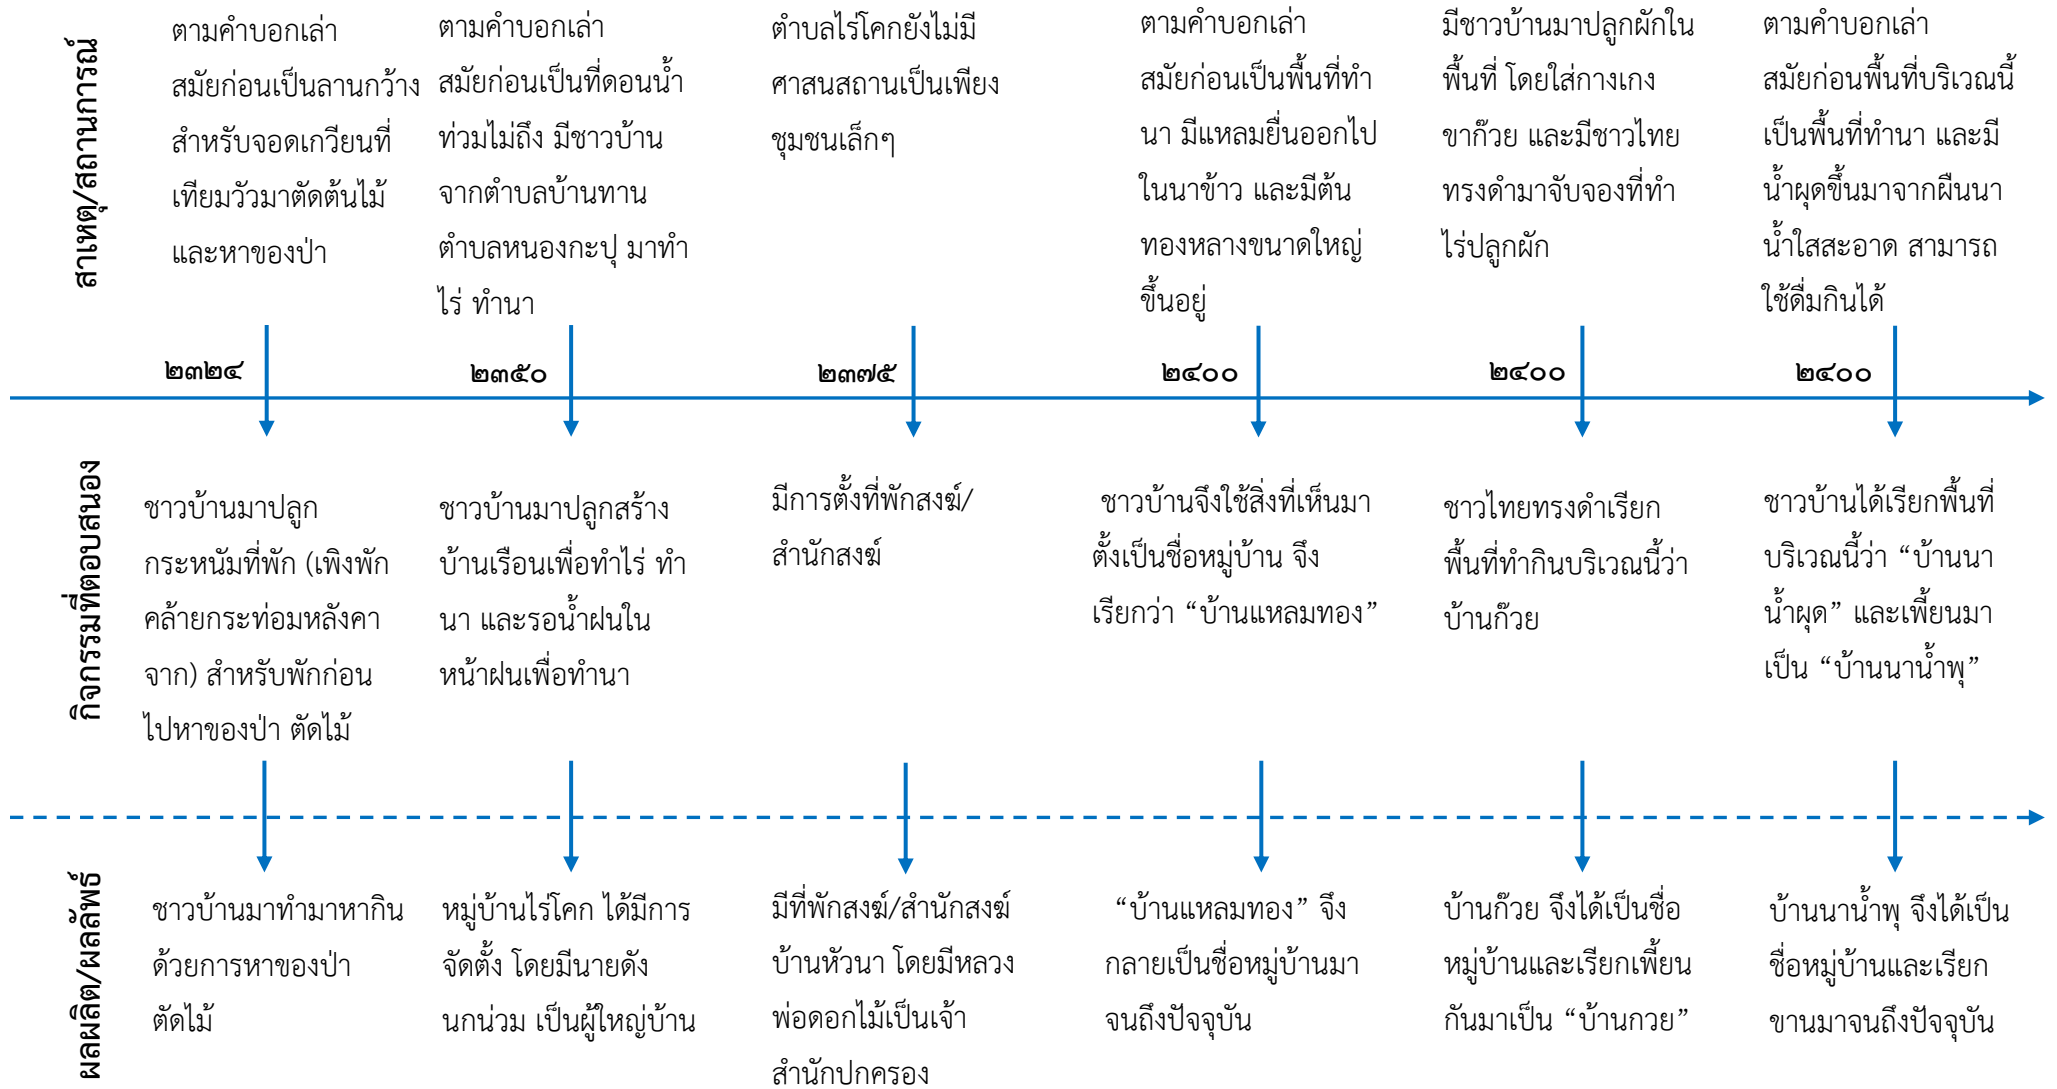 สาเหตุ/สถานการณ์
ตามคำบอกเล่า
สมัยก่อนเป็นลานกว้าง
สำหรับจอดเกวียนที่
เทียมวัวมาตัดต้นไม้
และหาของป่า
ตามคำบอกเล่า
สมัยก่อนเป็นที่ดอนน้ำ
ท่วมไม่ถึง มีชาวบ้าน
จากตำบลบ้านทาน
ตำบลหนองกะปุ มาทำ
ไร่ ทำนา
ตำบลไร่โคกยังไม่มี
ศาสนสถานเป็นเพียง
ชุมชนเล็กๆ
ตามคำบอกเล่า
สมัยก่อนเป็นพื้นที่ทำ
นา มีแหลมยื่นออกไป
ในนาข้าว และมีต้น
ทองหลางขนาดใหญ่
ขึ้นอยู่
มีชาวบ้านมาปลูกผักใน
พื้นที่ โดยใส่กางเกง
ขาก๊วย และมีชาวไทย
ทรงดำมาจับจองที่ทำ
ไร่ปลูกผัก
ตามคำบอกเล่า
สมัยก่อนพื้นที่บริเวณนี้
เป็นพื้นที่ทำนา และมี
น้ำผุดขึ้นมาจากผืนนา
น้ำใสสะอาด สามารถ
ใช้ดื่มกินได้
๒๓๒๔
๒๓๕๐
๒๓๗๕
๒๔๐๐
๒๔๐๐
๒๔๐๐
กิจกรรมที่ตอบสนอง
ชาวบ้านมาปลูก
กระหนัมที่พัก (เพิงพัก
คล้ายกระท่อมหลังคา
จาก) สำหรับพักก่อน
ไปหาของป่า ตัดไม้
ชาวบ้านมาปลูกสร้าง
บ้านเรือนเพื่อทำไร่ ทำ
นา และรอน้ำฝนใน
หน้าฝนเพื่อทำนา
มีการตั้งที่พักสงฆ์/
สำนักสงฆ์
ชาวบ้านจึงใช้สิ่งที่เห็นมา
ตั้งเป็นชื่อหมู่บ้าน จึง
เรียกว่า “บ้านแหลมทอง”
ชาวไทยทรงดำเรียก
พื้นที่ทำกินบริเวณนี้ว่า
บ้านก๊วย
ชาวบ้านได้เรียกพื้นที่
บริเวณนี้ว่า “บ้านนา
น้ำผุด” และเพี้ยนมา
เป็น “บ้านนาน้ำพุ”
ผลผลิต/ผลลัพธ์
ชาวบ้านมาทำมาหากิน
ด้วยการหาของป่า
ตัดไม้
หมู่บ้านไร่โคก ได้มีการ
จัดตั้ง โดยมีนายดัง
นกน่วม เป็นผู้ใหญ่บ้าน
มีที่พักสงฆ์/สำนักสงฆ์
บ้านหัวนา โดยมีหลวง
พ่อดอกไม้เป็นเจ้า
สำนักปกครอง
“บ้านแหลมทอง” จึง
กลายเป็นชื่อหมู่บ้านมา
จนถึงปัจจุบัน
บ้านก๊วย จึงได้เป็นชื่อ
หมู่บ้านและเรียกเพี้ยน
กันมาเป็น “บ้านกวย”
บ้านนาน้ำพุ จึงได้เป็น
ชื่อหมู่บ้านและเรียก
ขานมาจนถึงปัจจุบัน